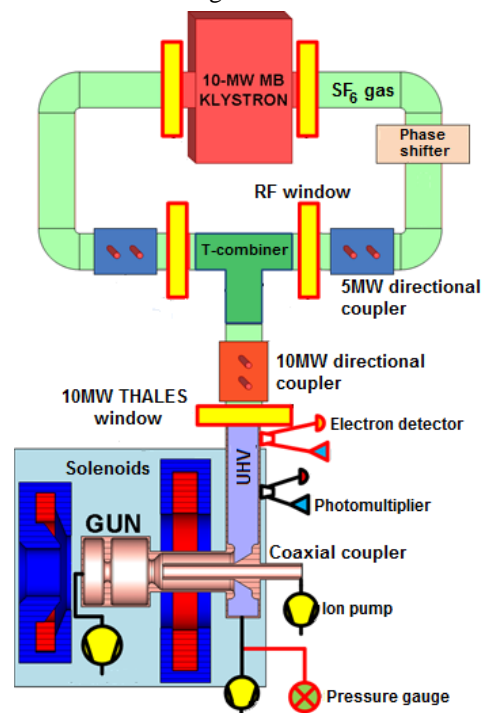 10-MW MB
KLYSTRON
SF6 gas
Phase
shifter
RF window
T-combiner
5MW directional
coupler
10MW directional
coupler
10MW THALES
window
Electron detector
Solenoids
UHV
Photomultiplier
GUN
Coaxial coupler
Ion pump
Pressure gauge